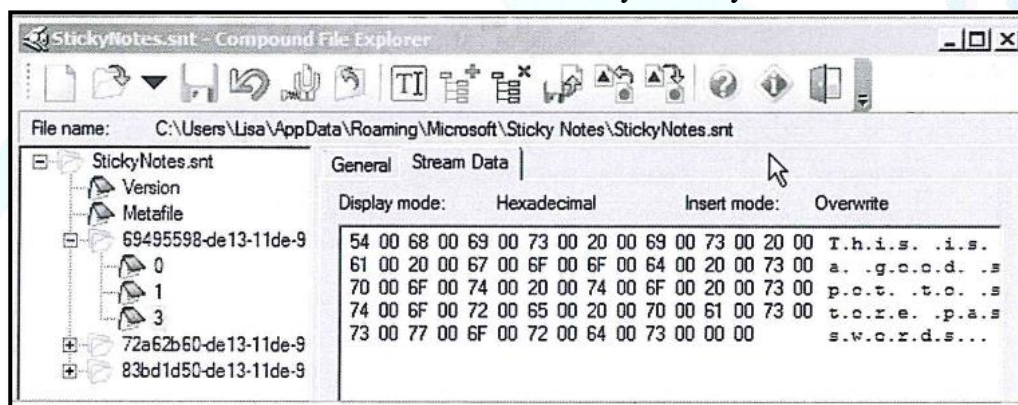 StickyNotes.snt - Compound File Explorer
File name: C:\Users\Lisa\AppData\Roaming\Microsoft\Sticky Notes\StickyNotes.snt
StickyNotes.snt
Version
Metafile
69495598-de13-11de-9
0
1
3
72a62b60-de13-11de-9
83bd1d50-de13-11de-9
General Stream Data
Display mode: Hexadecimal Insert mode: Overwrite
54 00 68 00 69 00 73 00 20 00 69 00 73 00 20 00 T.h.i.s. .i.s.
61 00 20 00 67 00 6F 00 6F 00 64 00 20 00 73 00 a. .g.o.o.d. .s
70 00 6F 00 74 00 20 00 74 00 6F 00 20 00 73 00 p.o.t. .t.o. .s
74 00 6F 00 72 00 65 00 20 00 70 00 61 00 73 00 t.o.r.e. .p.a.s
73 00 77 00 6F 00 72 00 64 00 73 00 00 00 s.w.o.r.d.s...